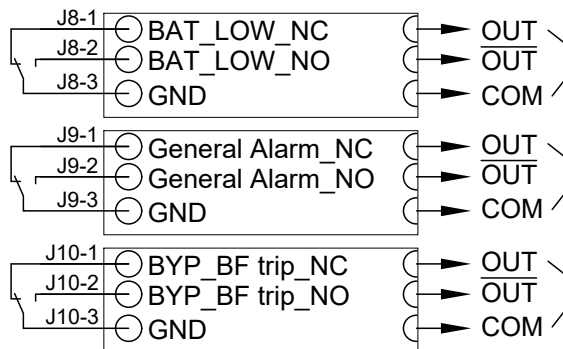 J8-1 BAT_LOW_NC OUT
J8-2 BAT_LOW_NO OUT
J8-3 GND COM
J9-1 General Alarm_NC OUT
J9-2 General Alarm_NO OUT
J9-3 GND COM
J10-1 BYP_BF trip_NC OUT
J10-2 BYP_BF trip_NO OUT
J10-3 GND COM